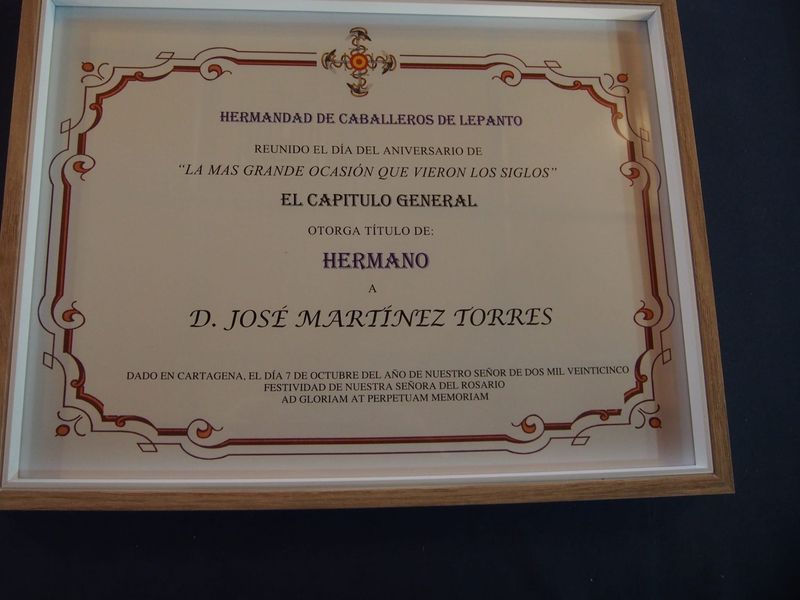 HERMANDAD DE CABALLEROS DE LEPANTO
REUNIDO EL DÍA DEL ANIVERSARIO DE
"LA MAS GRANDE OCASIÓN QUE VIERON LOS SIGLOS"
EL CAPITULO GENERAL
OTORGA TÍTULO DE:
HERMANO
A
D. JOSÉ MARTÍNEZ TORRES
DADO EN CARTAGENA, EL DÍA 7 DE OCTUBRE DEL AÑO DE NUESTRO SEÑOR DE DOS MIL VEINTICINCO
FESTIVIDAD DE NUESTRA SEÑORA DEL ROSARIO
AD GLORIAM AT PERPETUAM MEMORIAM